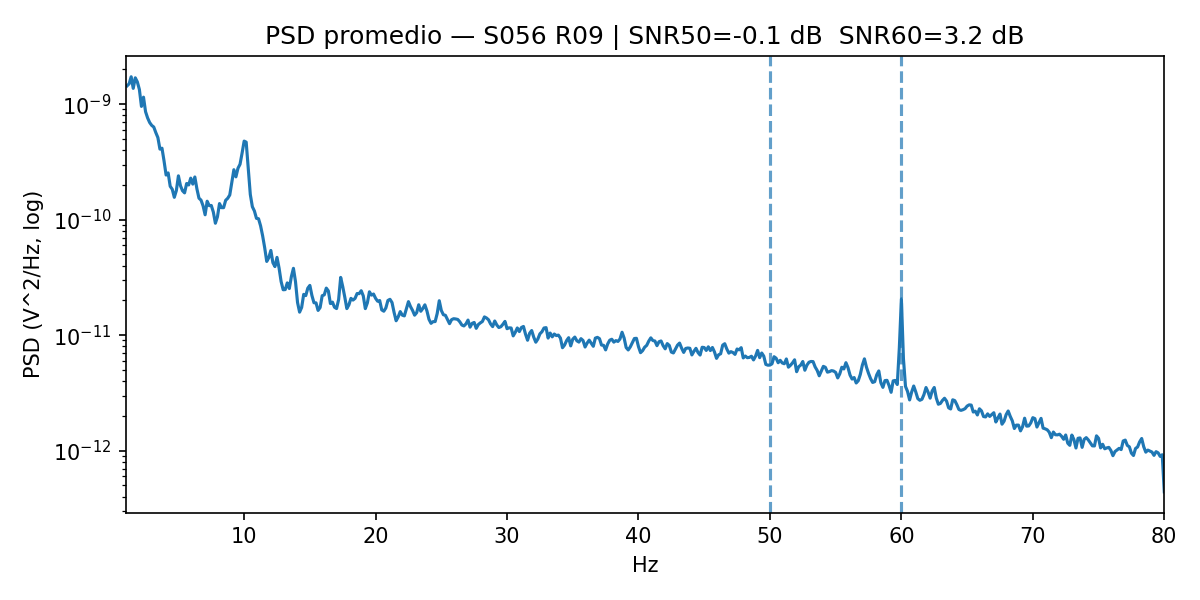 PSD promedio — S056 R09 | SNR50=-0.1 dB  SNR60=3.2 dB
PSD (V^2/Hz, log)
10^-9
10^-10
10^-11
10^-12
10 20 30 40 50 60 70 80
Hz